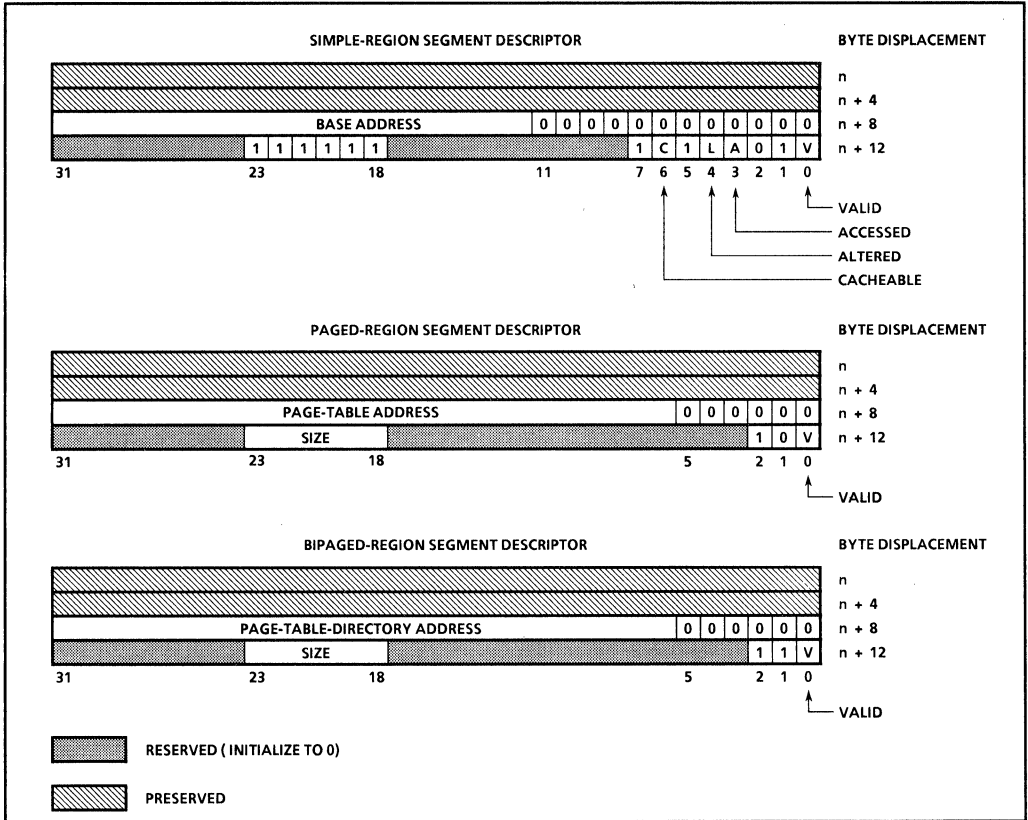 SIMPLE-REGION SEGMENT DESCRIPTOR BYTE DISPLACEMENT
n
n + 4
BASE ADDRESS 0 0 0 0 0 0 0 0 0 0 0 0 n + 8
1 1 1 1 1 1 1 C 1 L A 0 1 V n + 12
31 23 18 11 7 6 5 4 3 2 1 0
VALID
ACCESSED
ALTERED
CACHEABLE
PAGED-REGION SEGMENT DESCRIPTOR BYTE DISPLACEMENT
n
n + 4
PAGE-TABLE ADDRESS 0 0 0 0 0 0 n + 8
SIZE 1 0 V n + 12
31 23 18 5 2 1 0
VALID
BIPAGED-REGION SEGMENT DESCRIPTOR BYTE DISPLACEMENT
n
n + 4
PAGE-TABLE-DIRECTORY ADDRESS 0 0 0 0 0 0 n + 8
SIZE 1 1 V n + 12
31 23 18 5 2 1 0
VALID
RESERVED ( INITIALIZE TO 0)
PRESERVED